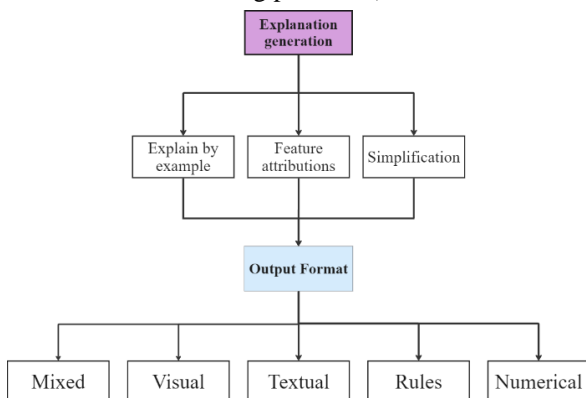 Explanation
generation
Explain by
example
Feature
attributions
Simplification
Output Format
Mixed
Visual
Textual
Rules
Numerical